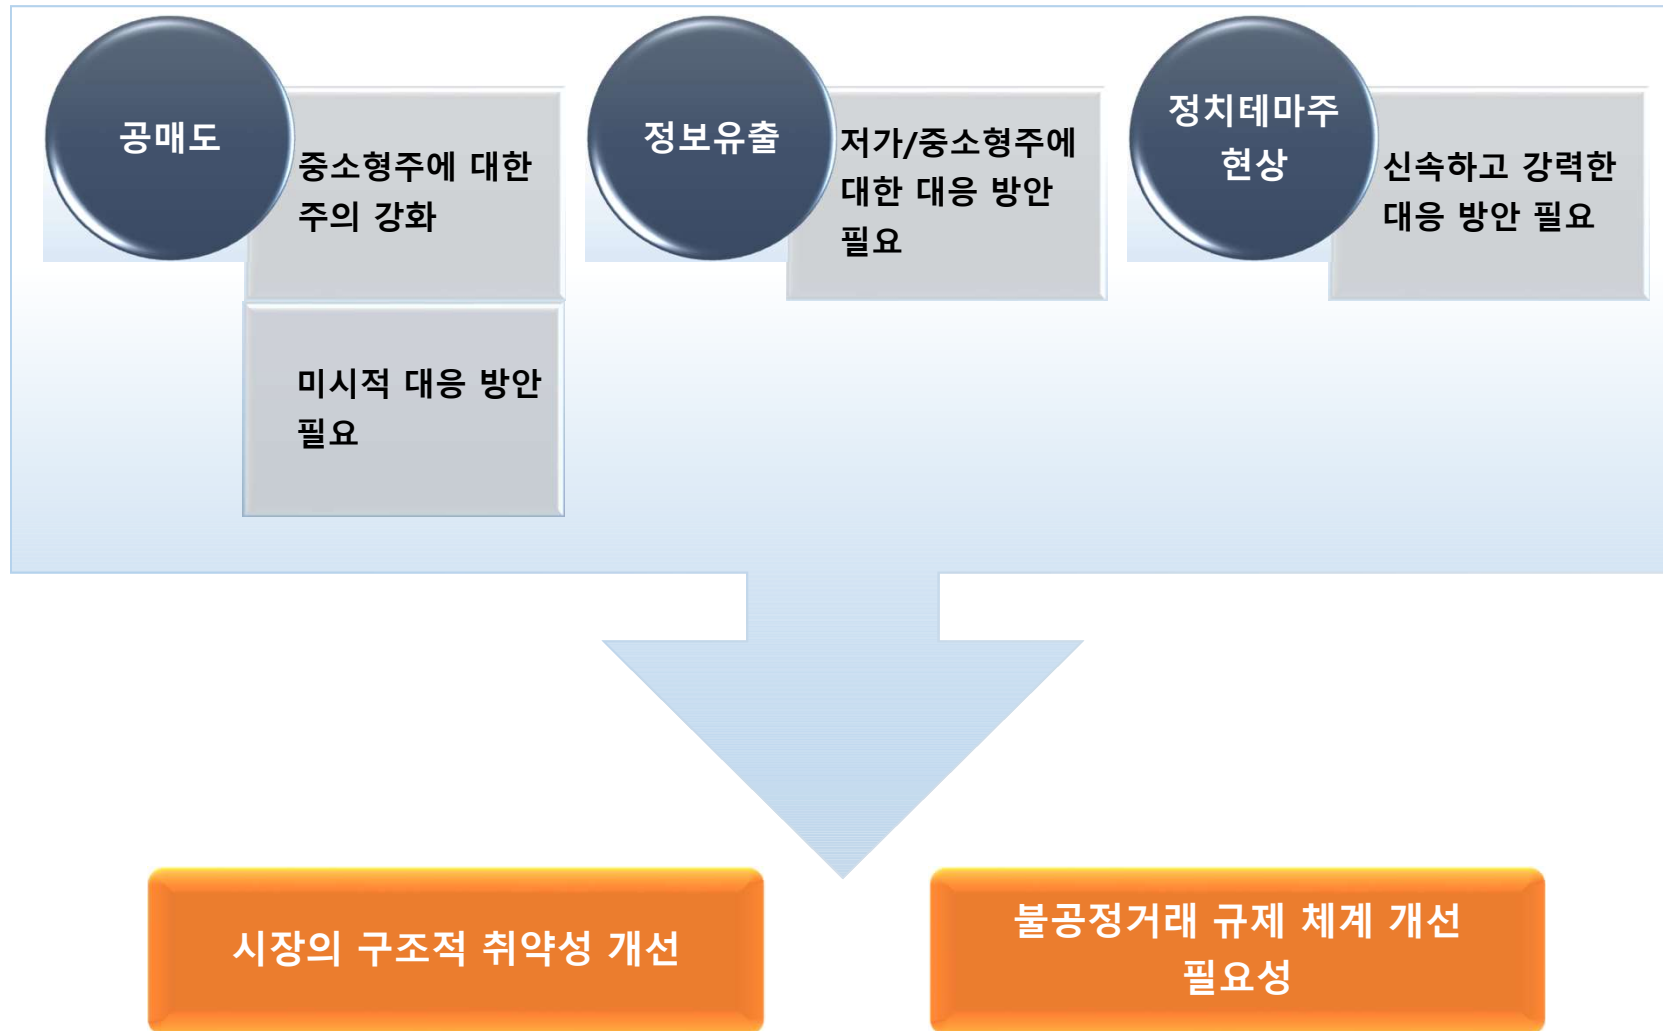 공매도
중소형주에 대한
주의 강화
미시적 대응 방안
필요
정보유출
저가/중소형주에
대한 대응 방안
필요
정치테마주
현상
신속하고 강력한
대응 방안 필요
시장의 구조적 취약성 개선
불공정거래 규제 체계 개선
필요성